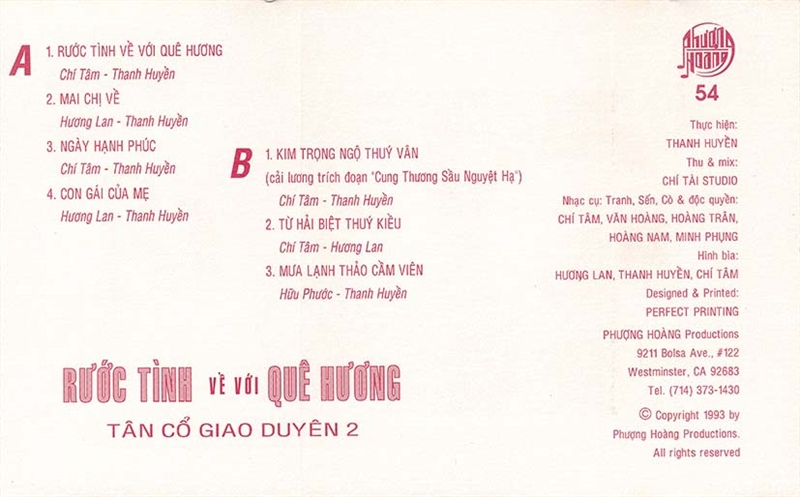 A
1. RƯỚC TÌNH VỀ VỚI QUÊ HƯƠNG
Chí Tâm - Thanh Huyền
2. MAI CHỊ VỀ
Hương Lan - Thanh Huyền
3. NGÀY HẠNH PHÚC
Chí Tâm - Thanh Huyền
4. CON GÁI CỦA MẸ
Hương Lan - Thanh Huyền
B
1. KIM TRỌNG NGỘ THUÝ VÂN
(cải lương trích đoạn "Cung Thương Sầu Nguyệt Hạ")
Chí Tâm - Thanh Huyền
2. TỪ HẢI BIỆT THUÝ KIỀU
Chí Tâm - Hương Lan
3. MƯA LẠNH THẢO CẦM VIÊN
Hữu Phước - Thanh Huyền
RƯỚC TÌNH VỀ VỚI QUÊ HƯƠNG
TÂN CỔ GIAO DUYÊN 2
Phượng Hoàng
54
Thực hiện:
THANH HUYỀN
Thu & mix:
CHÍ TÀI STUDIO
Nhạc cụ: Tranh, Sến, Cò & độc quyền:
CHÍ TÂM, VĂN HOÀNG, HOÀNG TRÂN,
HOÀNG NAM, MINH PHỤNG
Hình bìa:
HƯƠNG LAN, THANH HUYỀN, CHÍ TÂM
Designed & Printed:
PERFECT PRINTING
PHƯỢNG HOÀNG Productions
9211 Bolsa Ave., #122
Westminster, CA 92683
Tel. (714) 373-1430
© Copyright 1993 by
Phượng Hoàng Productions.
All rights reserved